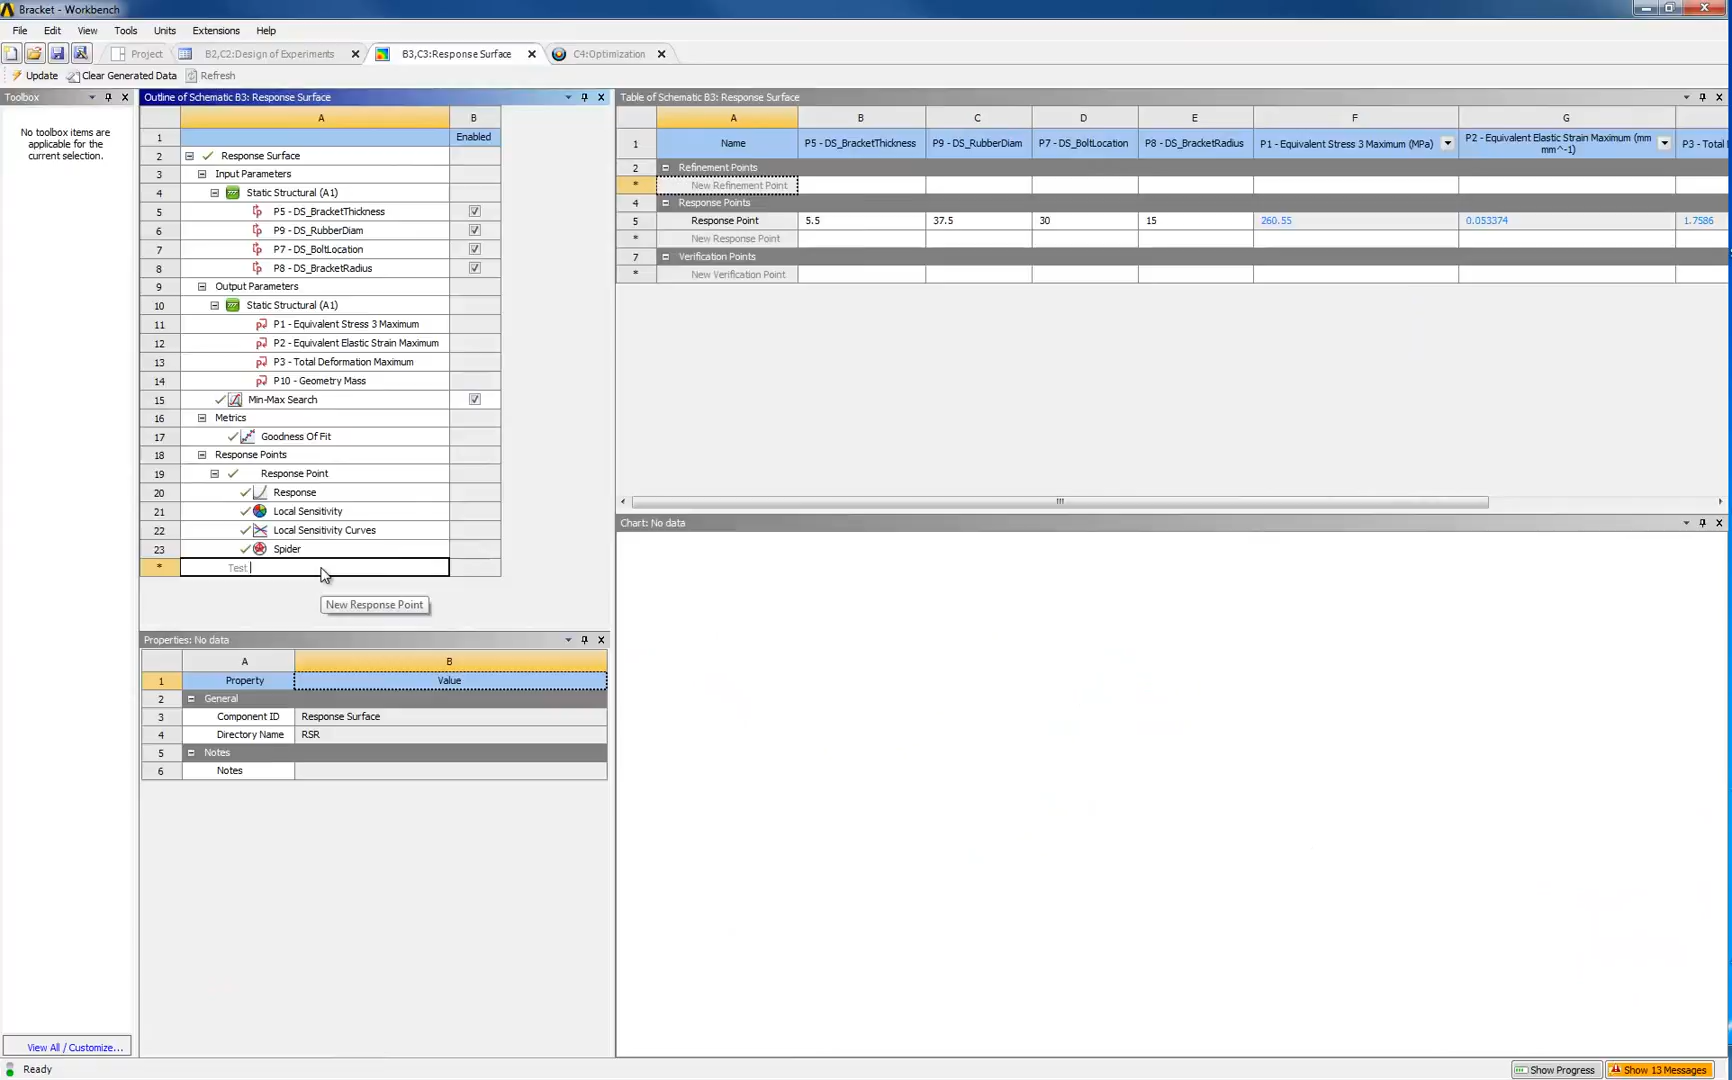 Bracket - Workbench
File Edit View Tools Units Extensions Help
Project B2,C2:Design of Experiments B3,C3:Response Surface C4:Optimization
Update Clear Generated Data Refresh
Toolbox
No toolbox items are
applicable for the
current selection.
View All / Customize...
Outline of Schematic B3: Response Surface
A B
1 Enabled
2 Response Surface
3 Input Parameters
4 Static Structural (A1)
5 P5 - DS_BracketThickness
6 P9 - DS_RubberDiam
7 P7 - DS_BoltLocation
8 P8 - DS_BracketRadius
9 Output Parameters
10 Static Structural (A1)
11 P1 - Equivalent Stress 3 Maximum
12 P2 - Equivalent Elastic Strain Maximum
13 P3 - Total Deformation Maximum
14 P10 - Geometry Mass
15 Min-Max Search
16 Metrics
17 Goodness Of Fit
18 Response Points
19 Response Point
20 Response
21 Local Sensitivity
22 Local Sensitivity Curves
23 Spider
* Test
New Response Point
Properties: No data
A B
1 Property Value
2 General
3 Component ID Response Surface
4 Directory Name RSR
5 Notes
6 Notes
Table of Schematic B3: Response Surface
A B C D E F G
1 Name P5 - DS_BracketThickness P9 - DS_RubberDiam P7 - DS_BoltLocation P8 - DS_BracketRadius P1 - Equivalent Stress 3 Maximum (MPa) P2 - Equivalent Elastic Strain Maximum (mm mm^-1) P3 - Total
2 Refinement Points
* New Refinement Point
4 Response Points
5 Response Point 5.5 37.5 30 15 260.55 0.053374 1.7586
* New Response Point
7 Verification Points
* New Verification Point
Chart: No data
Ready
Show Progress Show 13 Messages